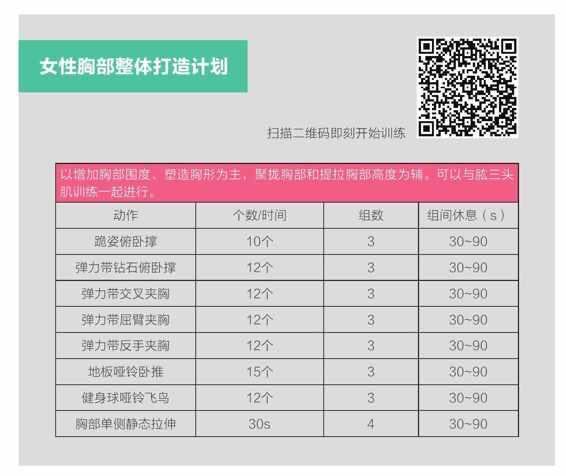 女性胸部整体打造计划
扫描二维码即刻开始训练
以增加胸部围度、塑造胸形为主，聚拢胸部和提拉胸部高度为辅。可以与肱三头
肌训练一起进行。
动作 个数/时间 组数 组间休息（s）
跪姿俯卧撑 10个 3 30~90
弹力带钻石俯卧撑 12个 3 30~90
弹力带交叉夹胸 12个 3 30~90
弹力带屈臂夹胸 12个 3 30~90
弹力带反手夹胸 12个 3 30~90
地板哑铃卧推 15个 3 30~90
健身球哑铃飞鸟 12个 3 30~90
胸部单侧静态拉伸 30s 4 30~90